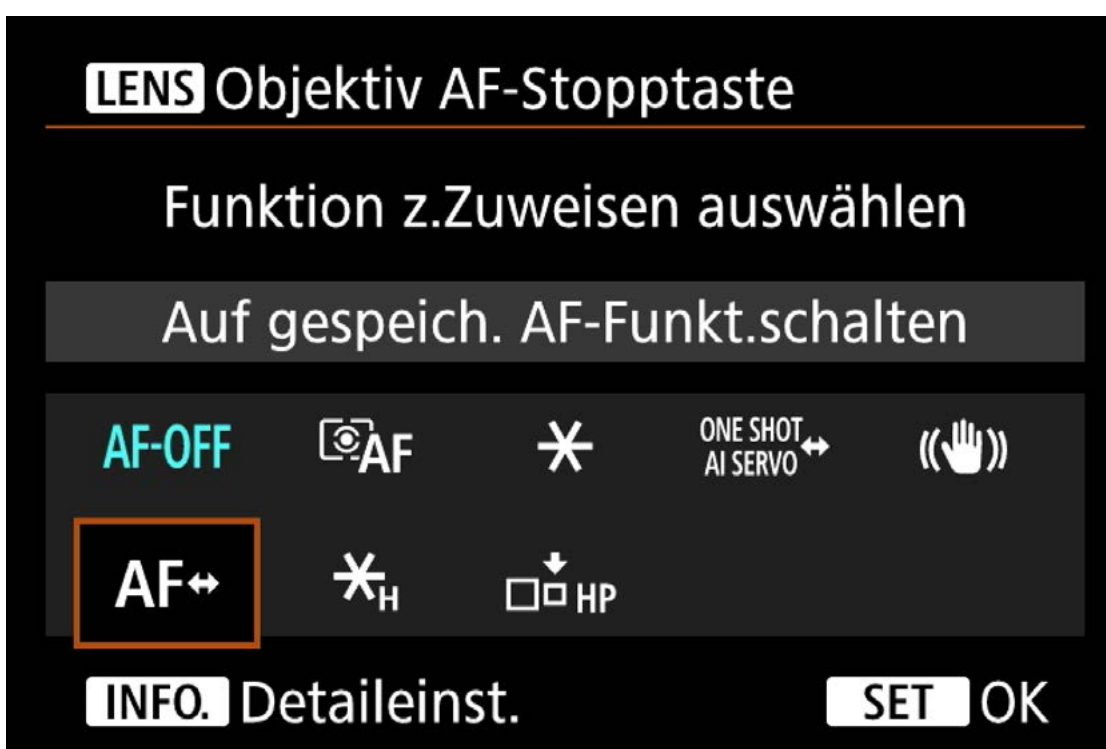 LENS Objektiv AF-Stopptaste
Funktion z.Zuweisen auswählen
Auf gespeich. AF-Funkt.schalten
AF-OFF AF ONE SHOT
AI SERVO
AF H HP
INFO. Detaileinst. SET OK